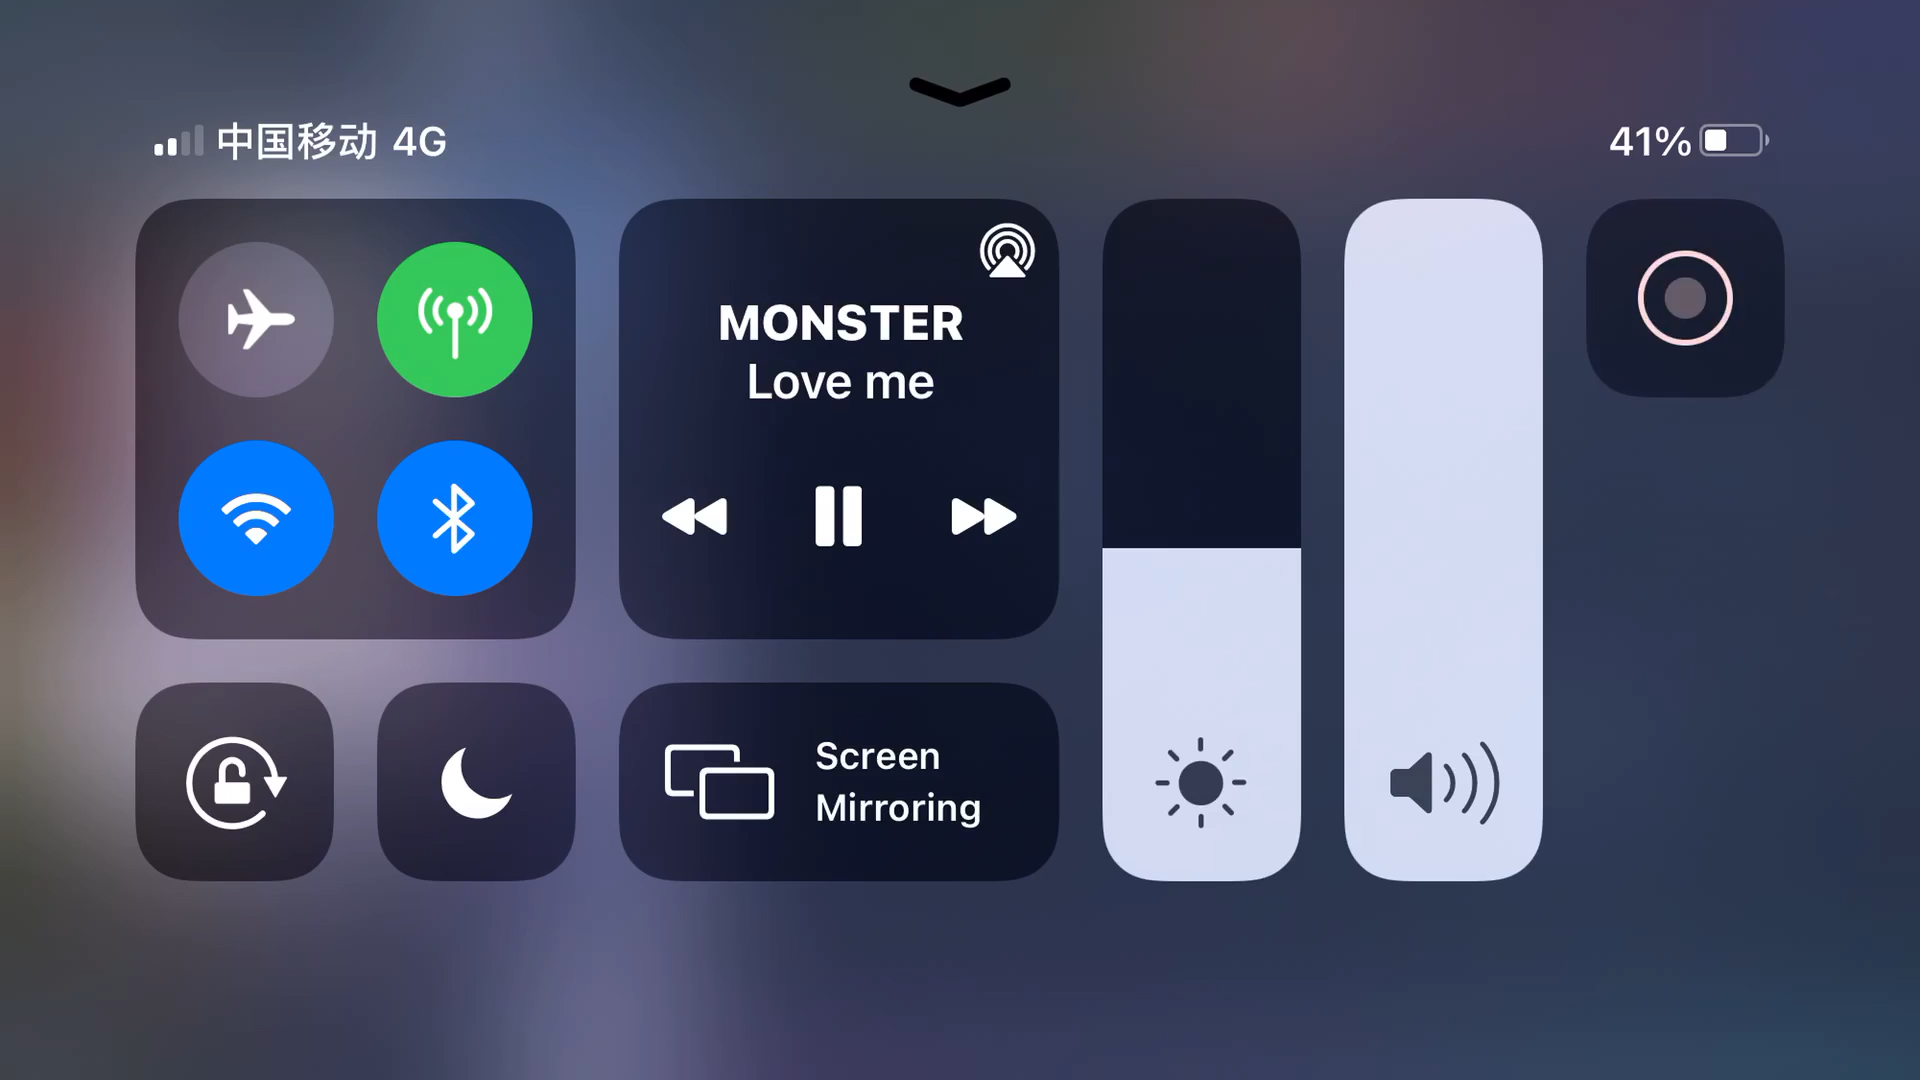 中国移动 4G
41%
MONSTER
Love me
Screen
Mirroring